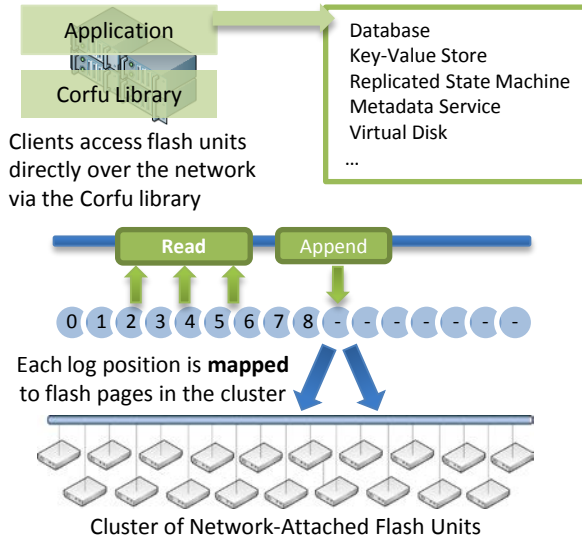 Application
Corfu Library
Database
Key-Value Store
Replicated State Machine
Metadata Service
Virtual Disk
...
Clients access flash units
directly over the network
via the Corfu library
Read Append
0 1 2 3 4 5 6 7 8 - - - - - - -
Each log position is mapped
to flash pages in the cluster
Cluster of Network-Attached Flash Units